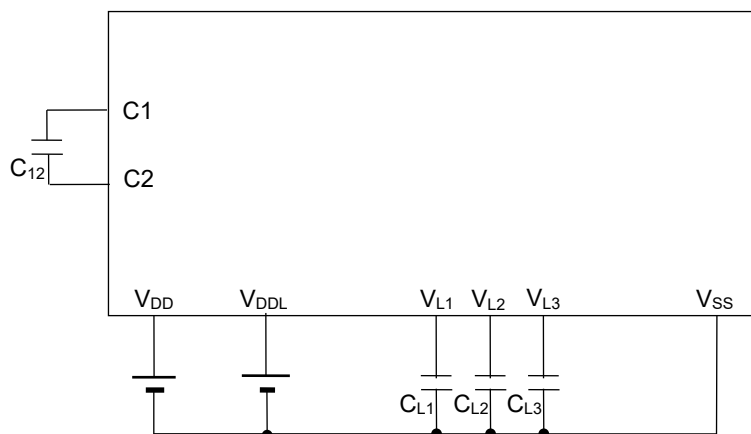 C1
C12
C2
VDD VDDL VL1 VL2 VL3 VSS
CL1 CL2 CL3